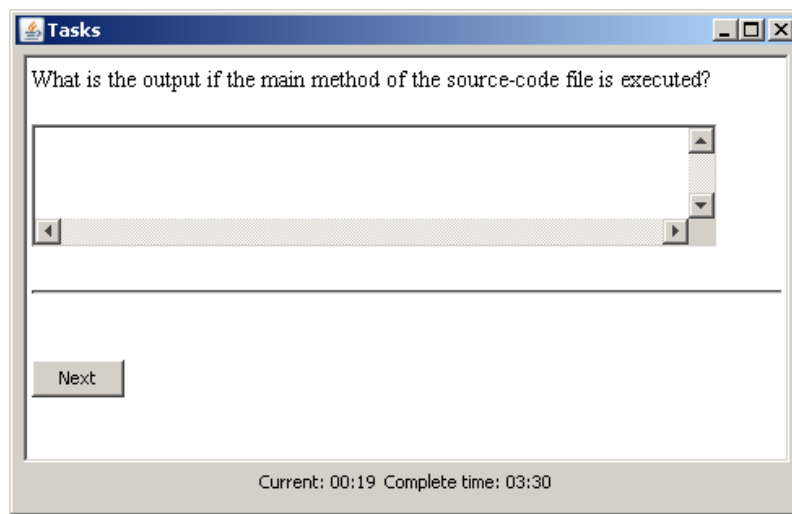 Tasks
What is the output if the main method of the source-code file is executed?
Next
Current: 00:19 Complete time: 03:30